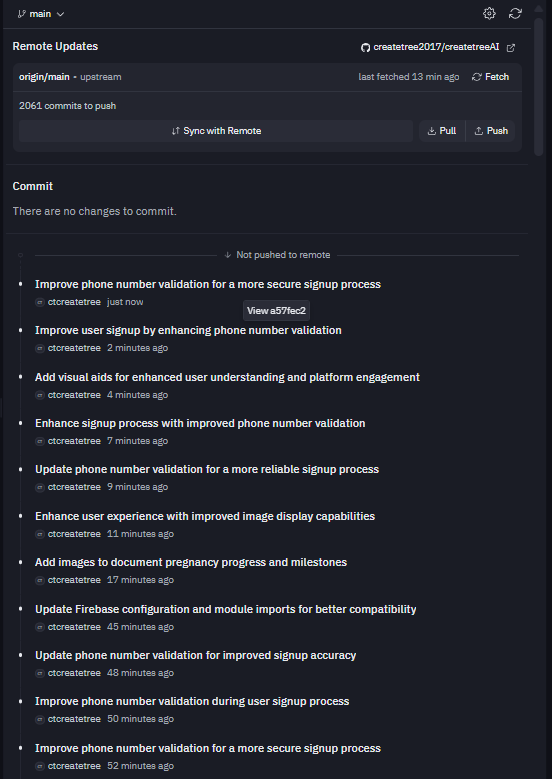 main
Remote Updates
createtree2017/createtreeAI
origin/main - upstream
last fetched 13 min ago
Fetch
2061 commits to push
Sync with Remote
Pull
Push
Commit
There are no changes to commit.
Not pushed to remote
Improve phone number validation for a more secure signup process
ctcreatetree just now
View a57fec2
Improve user signup by enhancing phone number validation
ctcreatetree 2 minutes ago
Add visual aids for enhanced user understanding and platform engagement
ctcreatetree 4 minutes ago
Enhance signup process with improved phone number validation
ctcreatetree 7 minutes ago
Update phone number validation for a more reliable signup process
ctcreatetree 9 minutes ago
Enhance user experience with improved image display capabilities
ctcreatetree 11 minutes ago
Add images to document pregnancy progress and milestones
ctcreatetree 17 minutes ago
Update Firebase configuration and module imports for better compatibility
ctcreatetree 45 minutes ago
Update phone number validation for improved signup accuracy
ctcreatetree 48 minutes ago
Improve phone number validation during user signup process
ctcreatetree 50 minutes ago
Improve phone number validation for a more secure signup process
ctcreatetree 52 minutes ago